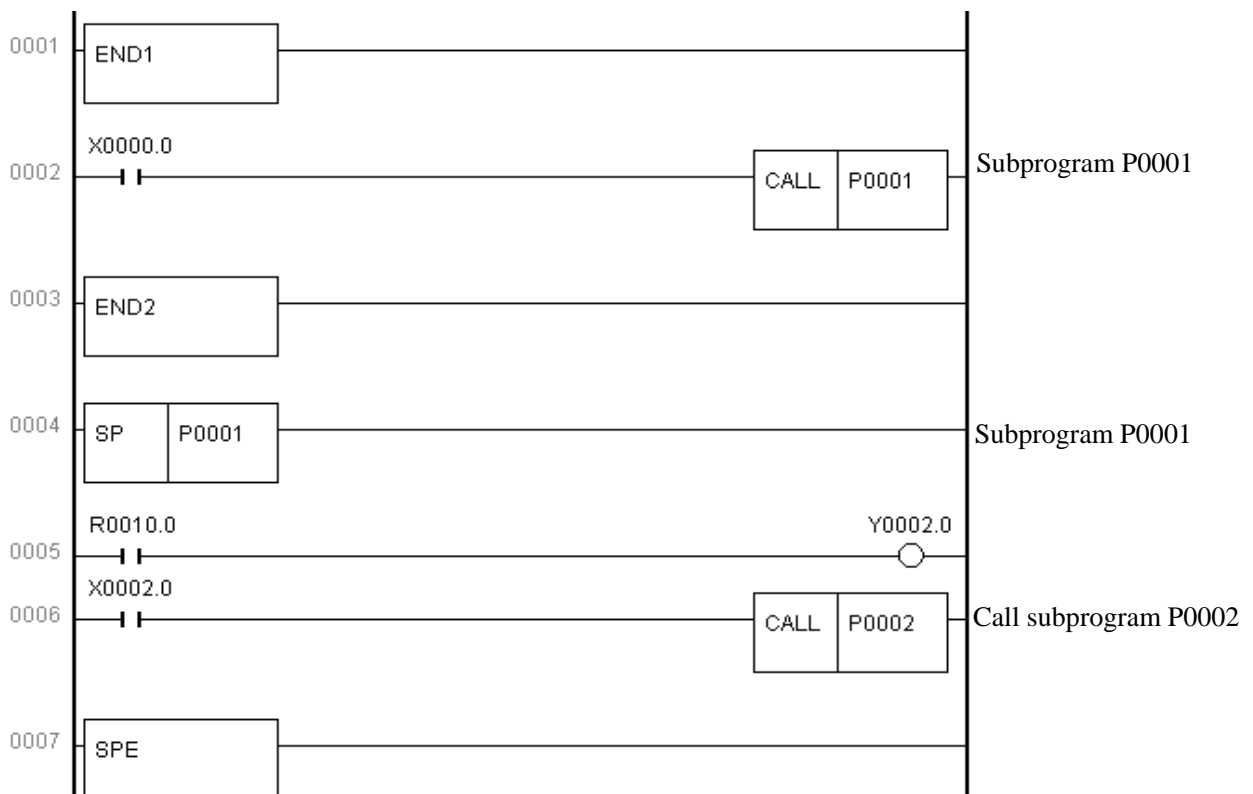 0001 END1
X0000.0
0002 CALL P0001 Subprogram P0001
0003 END2
0004 SP P0001 Subprogram P0001
R0010.0 Y0002.0
0005
X0002.0
0006 CALL P0002 Call subprogram P0002
0007 SPE